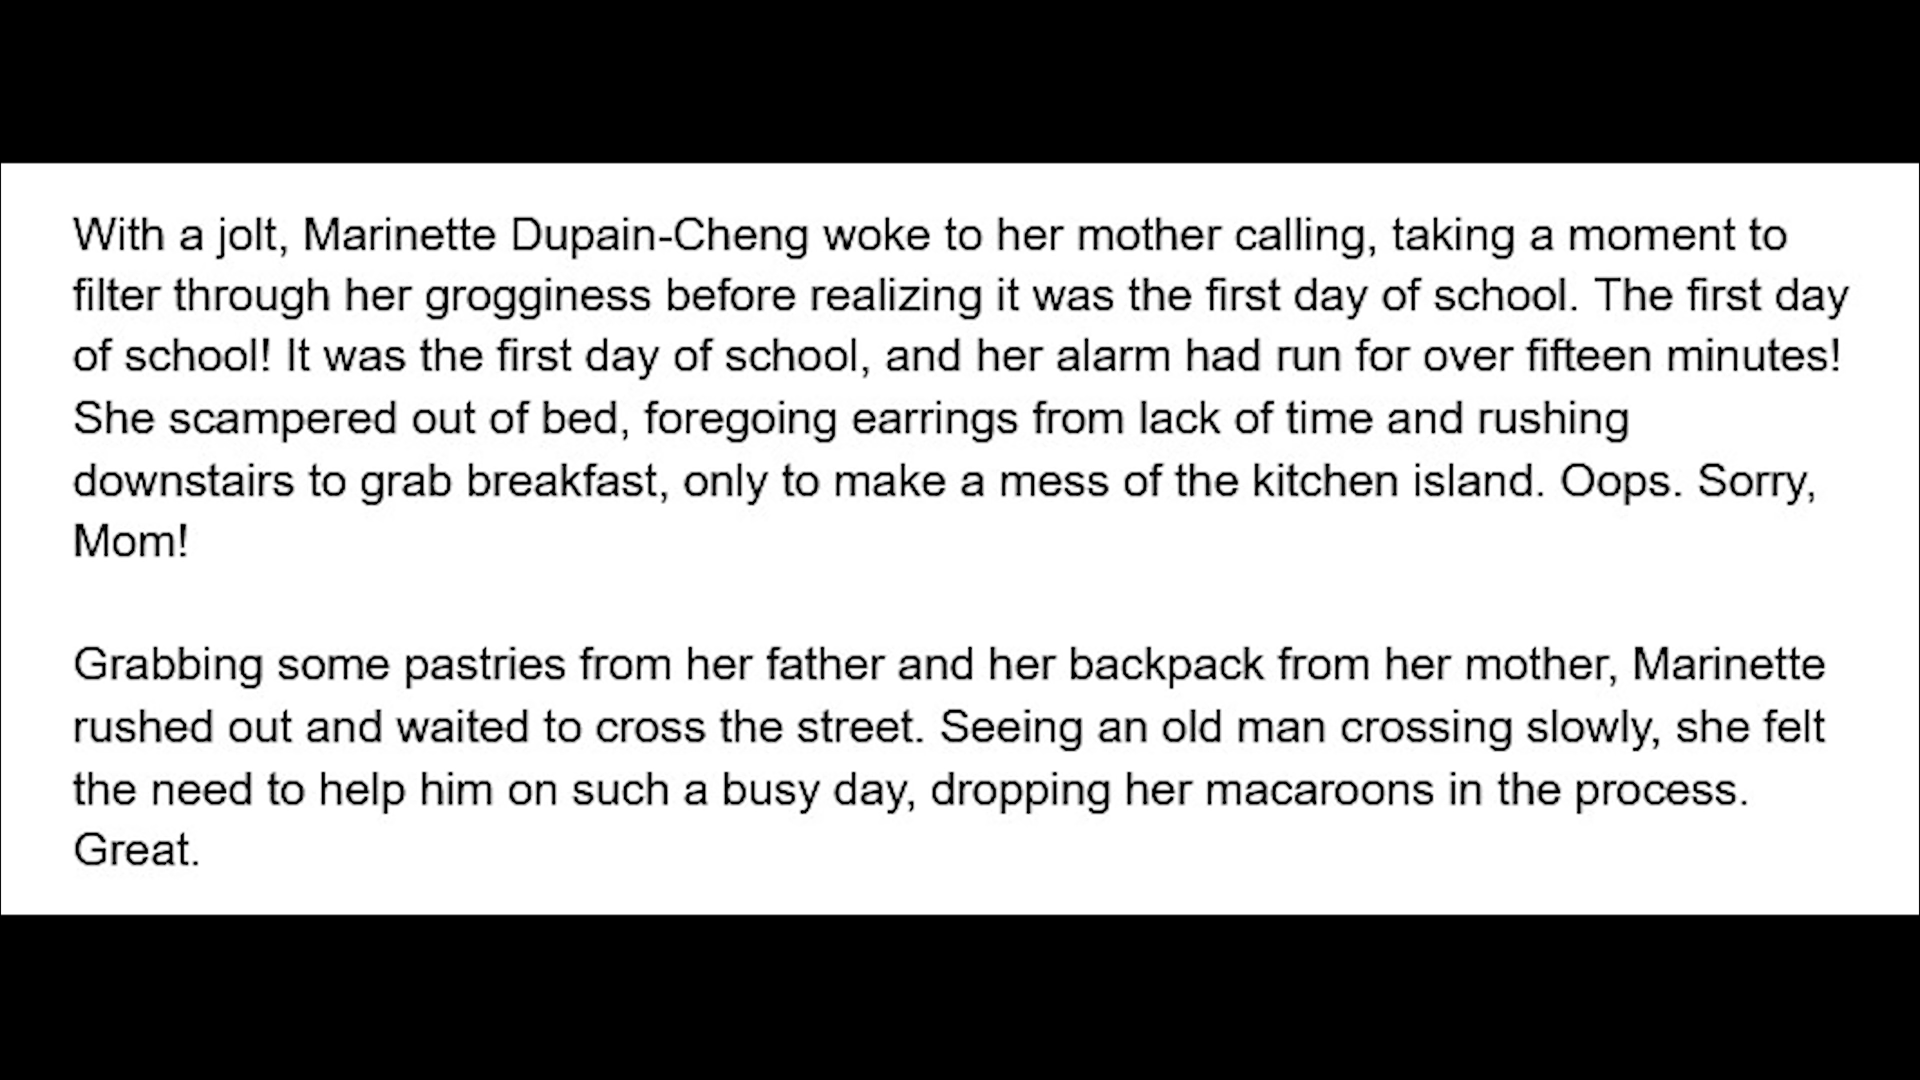 With a jolt, Marinette Dupain-Cheng woke to her mother calling, taking a moment to
filter through her grogginess before realizing it was the first day of school. The first day
of school! It was the first day of school, and her alarm had run for over fifteen minutes!
She scampered out of bed, foregoing earrings from lack of time and rushing
downstairs to grab breakfast, only to make a mess of the kitchen island. Oops. Sorry,
Mom!
Grabbing some pastries from her father and her backpack from her mother, Marinette
rushed out and waited to cross the street. Seeing an old man crossing slowly, she felt
the need to help him on such a busy day, dropping her macaroons in the process.
Great.